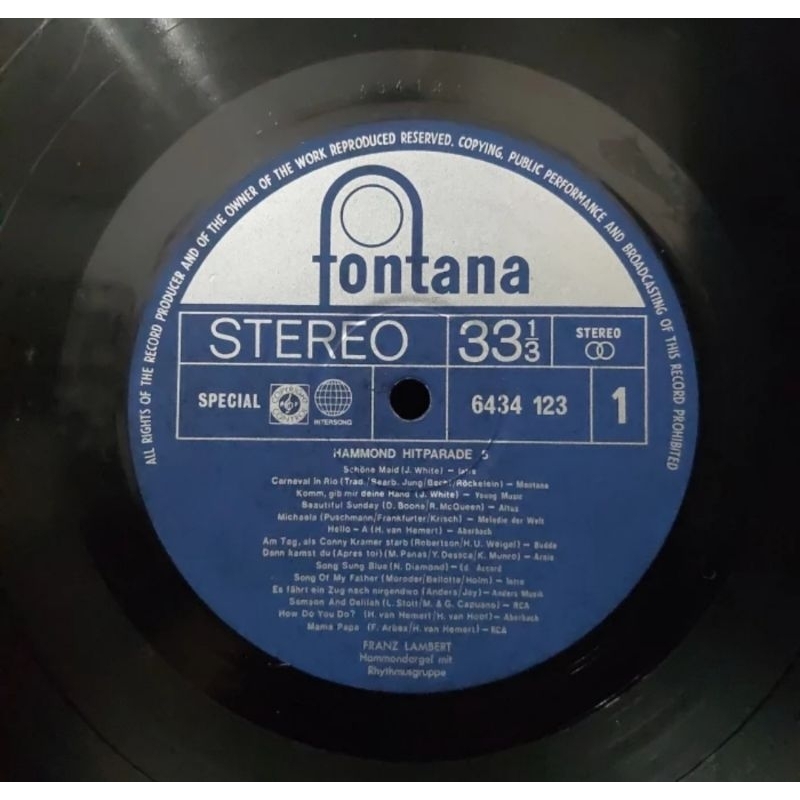 ALL RIGHTS OF THE RECORD PRODUCER AND OF THE OWNER OF THE WORK REPRODUCED RESERVED. COPYING, PUBLIC PERFORMANCE AND BROADCASTING OF THIS RECORD PROHIBITED
fontana
STEREO 33⅓ STEREO
SPECIAL INTERSONG 6434 123 1
HAMMOND HITPARADE
Schöne Maid (J. White) –
Carnaval in Rio (Trad./Bearb. Jung/Röckelein) – Montana
Komm, gib mir deine Hand (J. White) – Young Music
Beautiful Sunday (D. Boone/R. McQueen) – Altus
Michaela (Puschmann/Frankfurter/Krisch) – Melodie der Welt
Hello – A (H. van Hemert) – Aberbach
Am Tag, als Conny Kramer starb (Robertson/H. U. Weigel) – Budde
Dann kamst du (Apres toi) (M. Panas/Y. Dessca/K. Munro) –
Song Sung Blue (N. Diamond) – Ed. Accord
Song Of My Father (Moroder/Bellotte/Holm) –
Es fährt ein Zug nach nirgendwo (Anders/Jay) – Anders Musik
Samson And Delilah (L. Stott/M. & G. Capuano) – RCA
How Do You Do? (H. van Hemert/H. van Hoof) – Aberbach
Mama Papa (F. Arbex/H. van Hemert) – RCA
FRANZ LAMBERT
Hammondorgel mit
Rhythmusgruppe